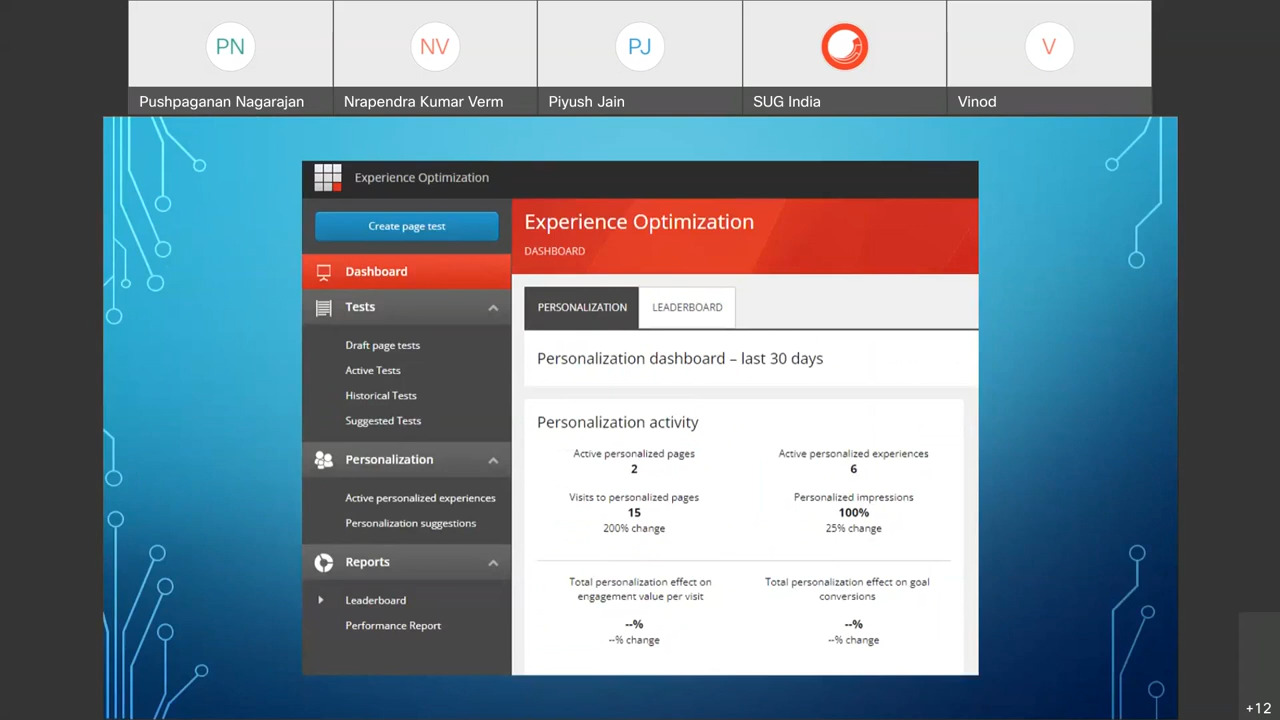 PN
NV
PJ
V
Pushpaganan Nagarajan
Nrapendra Kumar Verm
Piyush Jain
SUG India
Vinod
Experience Optimization
Create page test
Dashboard
Tests
Draft page tests
Active Tests
Historical Tests
Suggested Tests
Personalization
Active personalized experiences
Personalization suggestions
Reports
Leaderboard
Performance Report
Experience Optimization
DASHBOARD
PERSONALIZATION
LEADERBOARD
Personalization dashboard – last 30 days
Personalization activity
Active personalized pages
2
Active personalized experiences
6
Visits to personalized pages
15
200% change
Personalized impressions
100%
25% change
Total personalization effect on
engagement value per visit
--%
--% change
Total personalization effect on goal
conversions
--%
--% change
+12